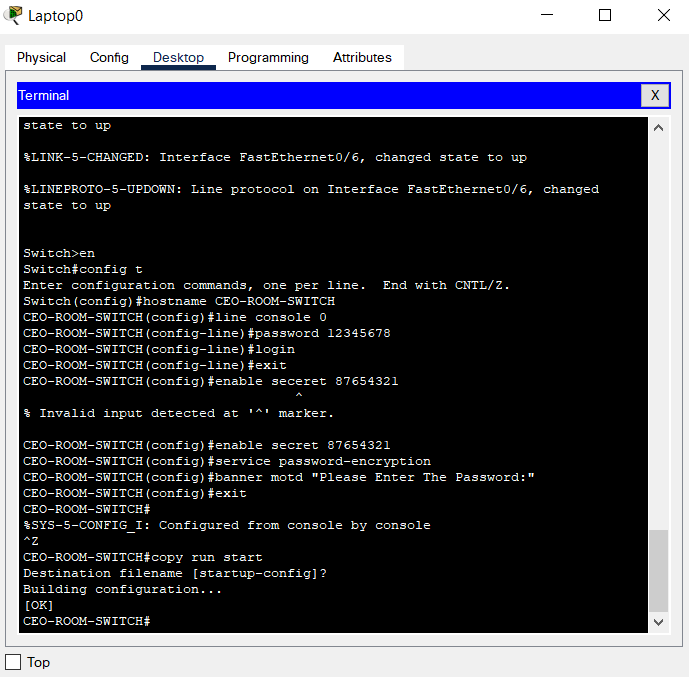 Laptop0
Physical Config Desktop Programming Attributes
Terminal X
state to up
%LINK-5-CHANGED: Interface FastEthernet0/6, changed state to up
%LINEPROTO-5-UPDOWN: Line protocol on Interface FastEthernet0/6, changed
state to up
Switch>en
Switch#config t
Enter configuration commands, one per line.  End with CNTL/Z.
Switch(config)#hostname CEO-ROOM-SWITCH
CEO-ROOM-SWITCH(config)#line console 0
CEO-ROOM-SWITCH(config-line)#password 12345678
CEO-ROOM-SWITCH(config-line)#login
CEO-ROOM-SWITCH(config-line)#exit
CEO-ROOM-SWITCH(config)#enable seceret 87654321
^
% Invalid input detected at '^' marker.
CEO-ROOM-SWITCH(config)#enable secret 87654321
CEO-ROOM-SWITCH(config)#service password-encryption
CEO-ROOM-SWITCH(config)#banner motd "Please Enter The Password:"
CEO-ROOM-SWITCH(config)#exit
CEO-ROOM-SWITCH#
%SYS-5-CONFIG_I: Configured from console by console
^Z
CEO-ROOM-SWITCH#copy run start
Destination filename [startup-config]?
Building configuration...
[OK]
CEO-ROOM-SWITCH#
Top